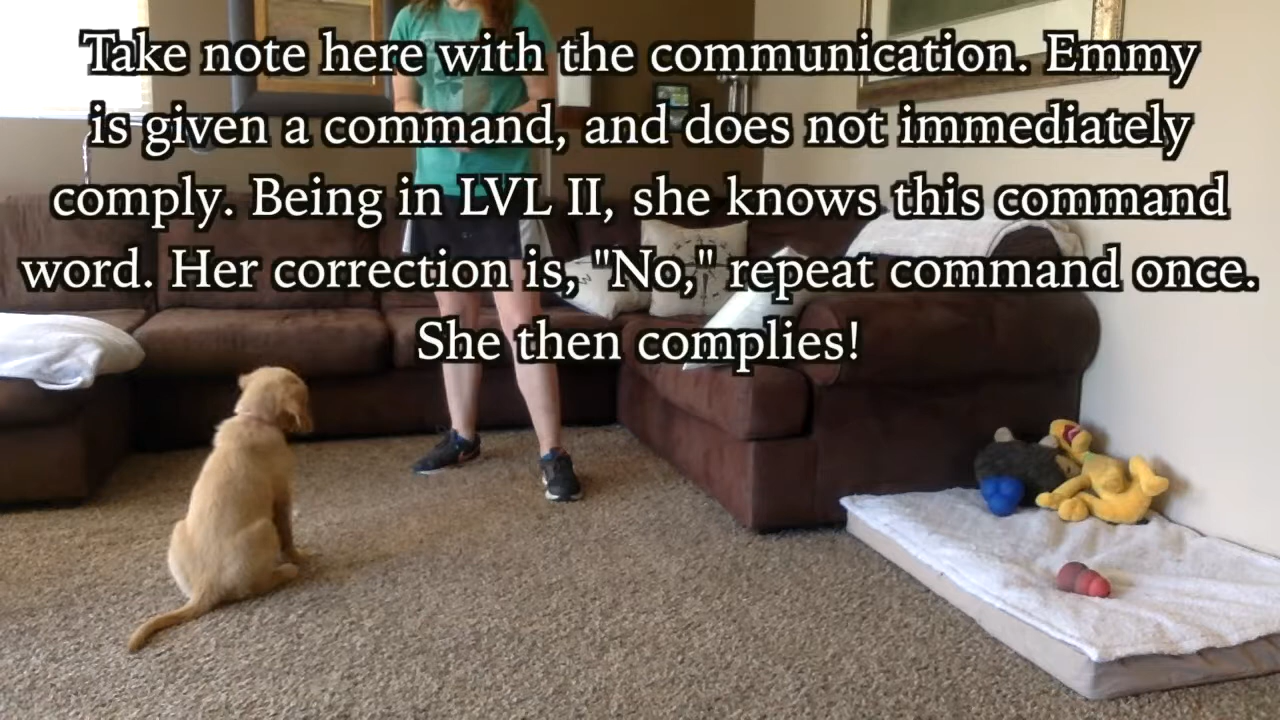 Take note here with the communication. Emmy
is given a command, and does not immediately
comply. Being in LVL II, she knows this command
word. Her correction is, "No," repeat command once.
She then complies!